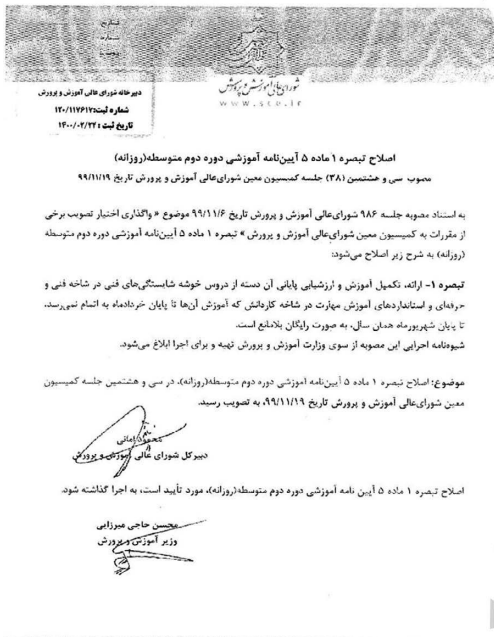 تاریخ
شماره
پیوست
شورای عالی آموزش و پرورش
www.sce.ir
دبیرخانه شورای عالی آموزش و پرورش
شماره ثبت:۱۲۰/۱۱۷۶۱۷
تاریخ ثبت : ۱۴۰۰/۰۲/۲۲
اصلاح تبصره ۱ ماده ۵ آیین‌نامه آموزشی دوره دوم متوسطه(روزانه)
مصوب سی و هشتمین (۳۸) جلسه کمیسیون معین شورای‌عالی آموزش و پرورش تاریخ ۹۹/۱۱/۱۹
به استناد مصوبه جلسه ۹۸۶ شورای‌عالی آموزش و پرورش تاریخ ۹۹/۱۱/۶ موضوع « واگذاری اختیار تصویب برخی
از مقررات به کمیسیون معین شورای‌عالی آموزش و پرورش » تبصره ۱ ماده ۵ آیین‌نامه آموزشی دوره دوم متوسطه
(روزانه) به شرح زیر اصلاح می‌شود:
تبصره ۱- ارائه، تکمیل آموزش و ارزشیابی پایانی آن دسته از دروس خوشه شایستگی‌های فنی در شاخه فنی و
حرفه‌ای و استانداردهای آموزش مهارت در شاخه کاردانش که آموزش آن‌ها تا پایان خردادماه به اتمام نمی‌رسد،
تا پایان شهریورماه همان سال، به صورت رایگان بلامانع است.
شیوه‌نامه اجرایی این مصوبه از سوی وزارت آموزش و پرورش تهیه و برای اجرا ابلاغ می‌شود.
موضوع: اصلاح تبصره ۱ ماده ۵ آیین‌نامه آموزشی دوره دوم متوسطه(روزانه)، در سی و هشتمین جلسه کمیسیون
معین شورای‌عالی آموزش و پرورش تاریخ ۹۹/۱۱/۱۹، به تصویب رسید.
محمود امانی
دبیرکل شورای عالی آموزش و پرورش
اصلاح تبصره ۱ ماده ۵ آیین نامه آموزشی دوره دوم متوسطه(روزانه)، مورد تأیید است، به اجرا گذاشته شود.
محسن حاجی میرزایی
وزیر آموزش و پرورش